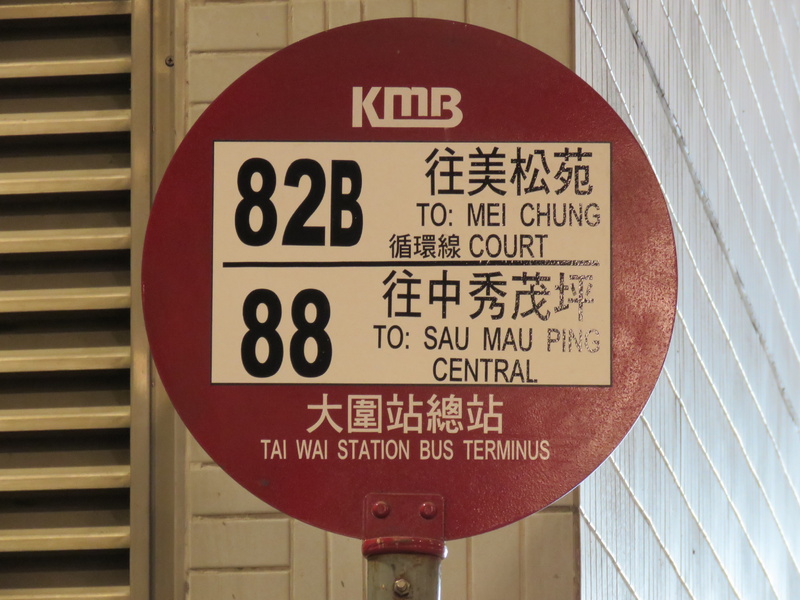 KMB
82B 往美松苑
TO: MEI CHUNG
循環線 COURT
88 往中秀茂坪
TO: SAU MAU PING
CENTRAL
大圍站總站
TAI WAI STATION BUS TERMINUS